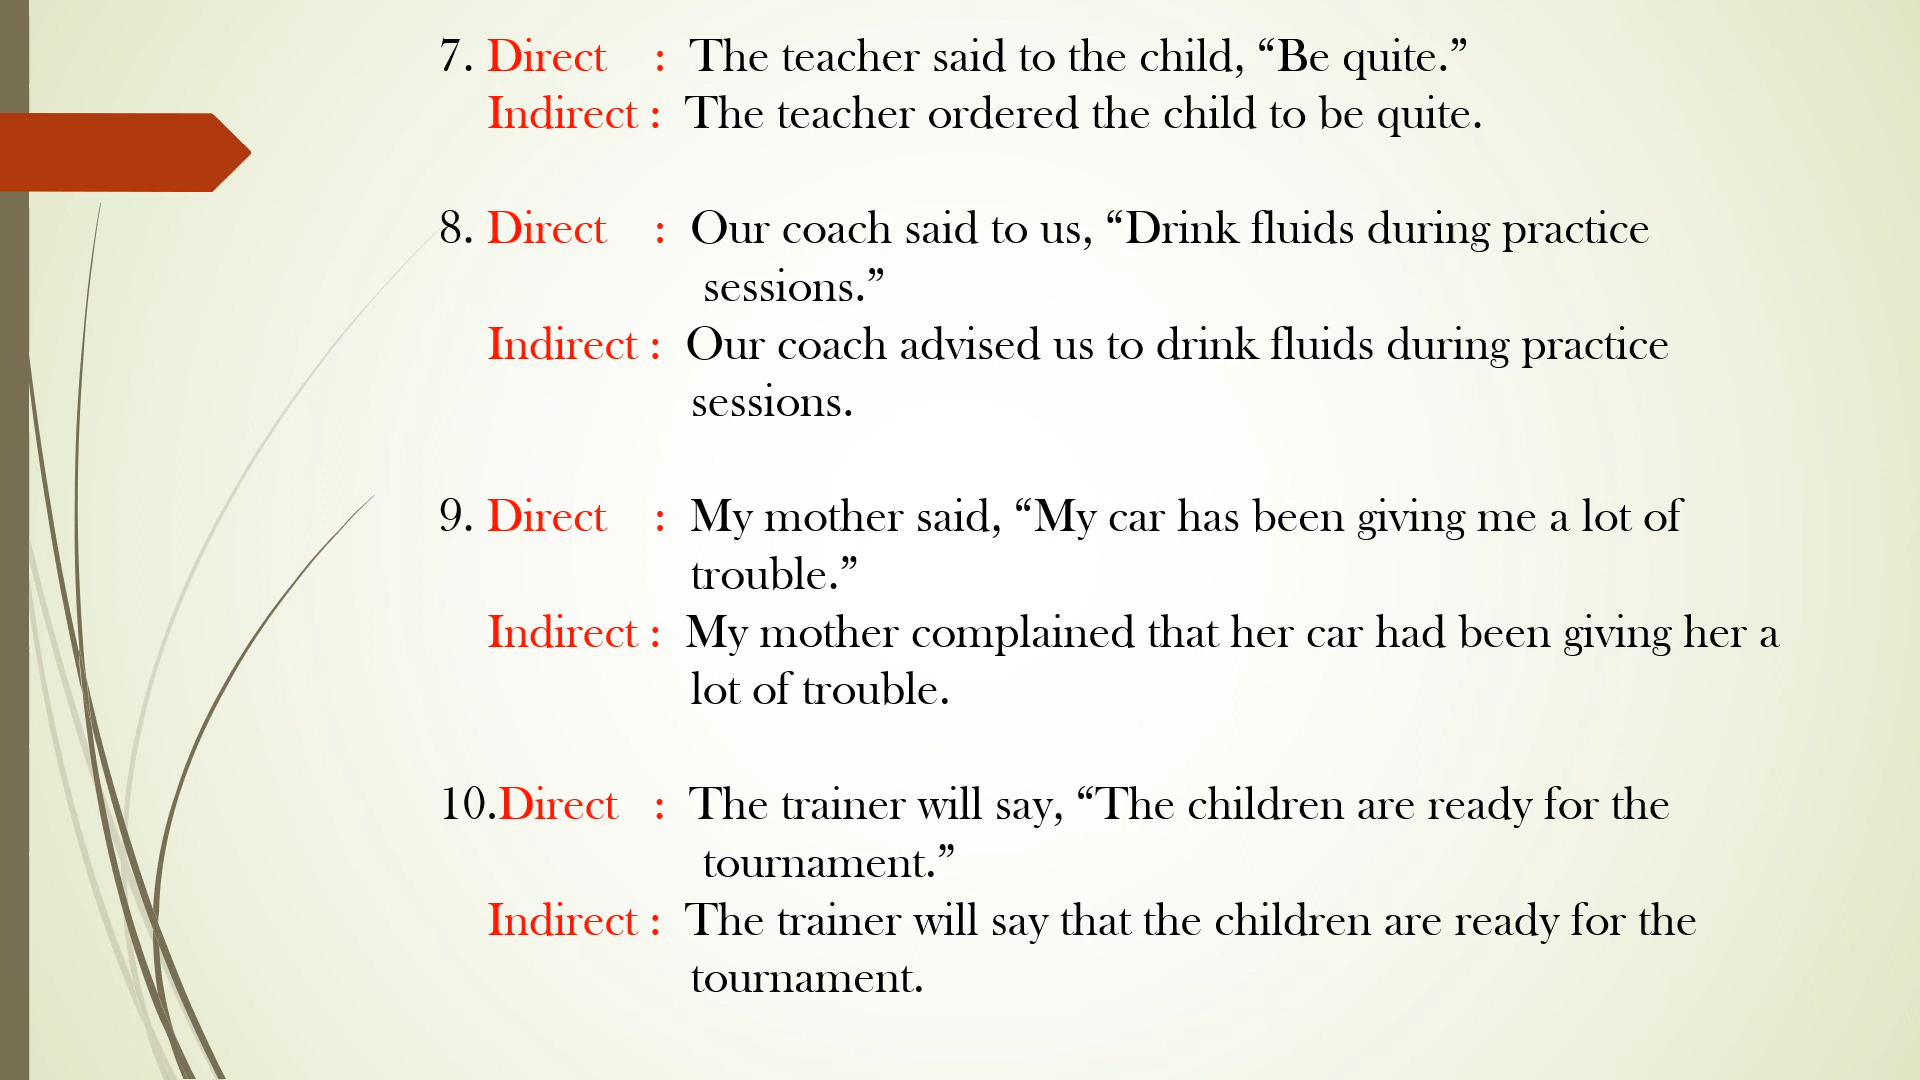 7. Direct : The teacher said to the child, “Be quite.”
Indirect : The teacher ordered the child to be quite.
8. Direct : Our coach said to us, “Drink fluids during practice
sessions.”
Indirect : Our coach advised us to drink fluids during practice
sessions.
9. Direct : My mother said, “My car has been giving me a lot of
trouble.”
Indirect : My mother complained that her car had been giving her a
lot of trouble.
10.Direct : The trainer will say, “The children are ready for the
tournament.”
Indirect : The trainer will say that the children are ready for the
tournament.